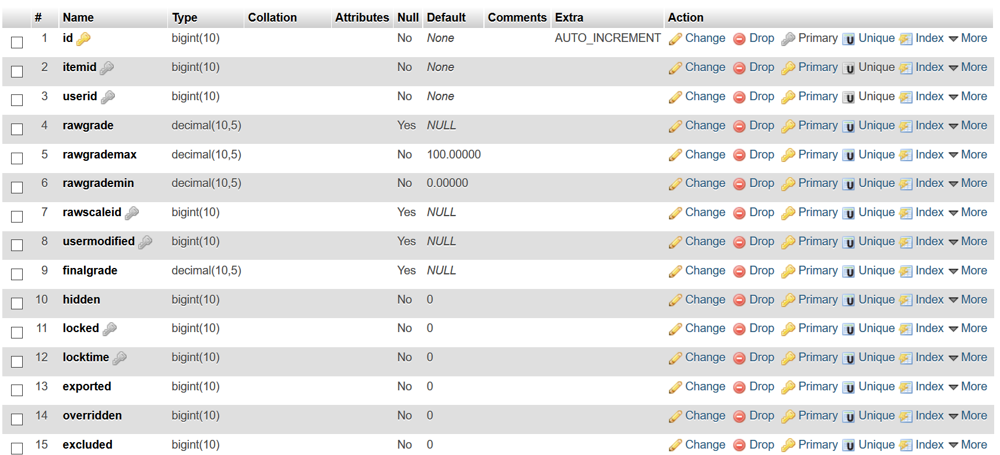 # Name Type Collation Attributes Null Default Comments Extra Action
1 id bigint(10) No None AUTO_INCREMENT Change Drop Primary Unique Index More
2 itemid bigint(10) No None Change Drop Primary Unique Index More
3 userid bigint(10) No None Change Drop Primary Unique Index More
4 rawgrade decimal(10,5) Yes NULL Change Drop Primary Unique Index More
5 rawgrademax decimal(10,5) No 100.00000 Change Drop Primary Unique Index More
6 rawgrademin decimal(10,5) No 0.00000 Change Drop Primary Unique Index More
7 rawscaleid bigint(10) Yes NULL Change Drop Primary Unique Index More
8 usermodified bigint(10) Yes NULL Change Drop Primary Unique Index More
9 finalgrade decimal(10,5) Yes NULL Change Drop Primary Unique Index More
10 hidden bigint(10) No 0 Change Drop Primary Unique Index More
11 locked bigint(10) No 0 Change Drop Primary Unique Index More
12 locktime bigint(10) No 0 Change Drop Primary Unique Index More
13 exported bigint(10) No 0 Change Drop Primary Unique Index More
14 overridden bigint(10) No 0 Change Drop Primary Unique Index More
15 excluded bigint(10) No 0 Change Drop Primary Unique Index More